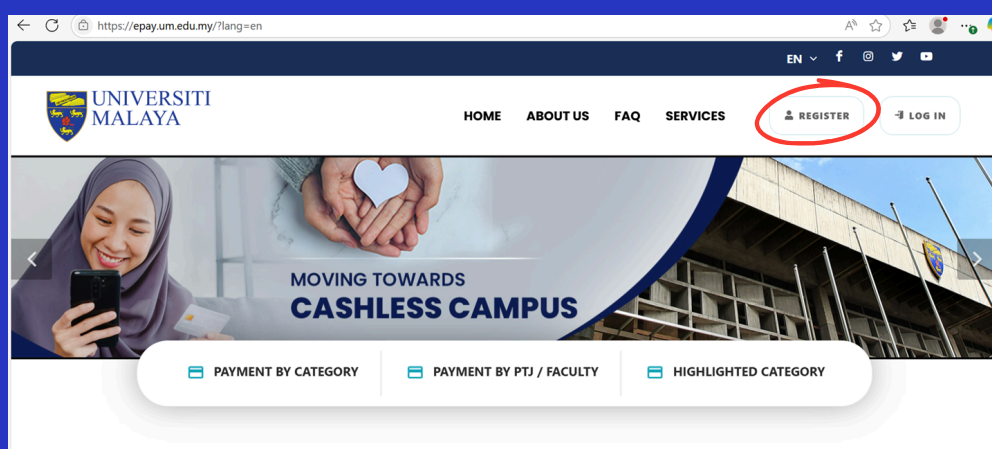 https://epay.um.edu.my/?lang=en
EN
UNIVERSITI
MALAYA
HOME ABOUT US FAQ SERVICES REGISTER LOG IN
MOVING TOWARDS
CASHLESS CAMPUS
PAYMENT BY CATEGORY PAYMENT BY PTJ / FACULTY HIGHLIGHTED CATEGORY